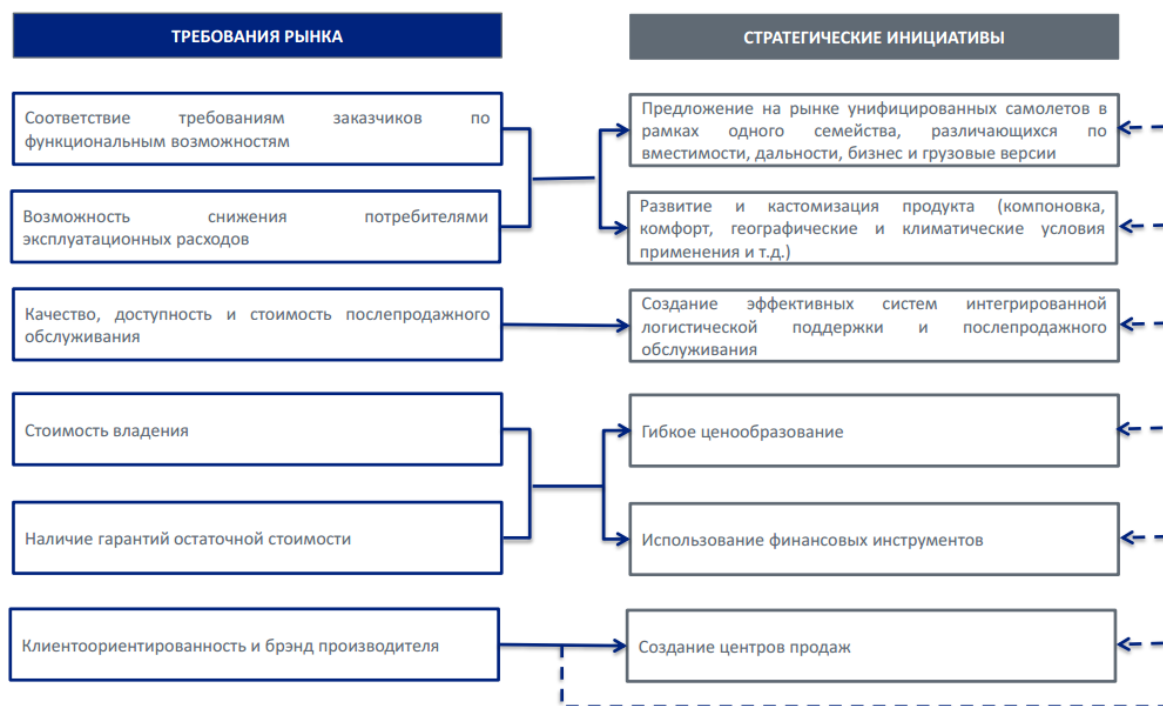 ТРЕБОВАНИЯ РЫНКА
СТРАТЕГИЧЕСКИЕ ИНИЦИАТИВЫ
Соответствие требованиям заказчиков по
функциональным возможностям
Предложение на рынке унифицированных самолетов в
рамках одного семейства, различающихся по
вместимости, дальности, бизнес и грузовые версии
Возможность снижения потребителями
эксплуатационных расходов
Развитие и кастомизация продукта (компоновка,
комфорт, географические и климатические условия
применения и т.д.)
Качество, доступность и стоимость послепродажного
обслуживания
Создание эффективных систем интегрированной
логистической поддержки и послепродажного
обслуживания
Стоимость владения
Гибкое ценообразование
Наличие гарантий остаточной стоимости
Использование финансовых инструментов
Клиентоориентированность и брэнд производителя
Создание центров продаж